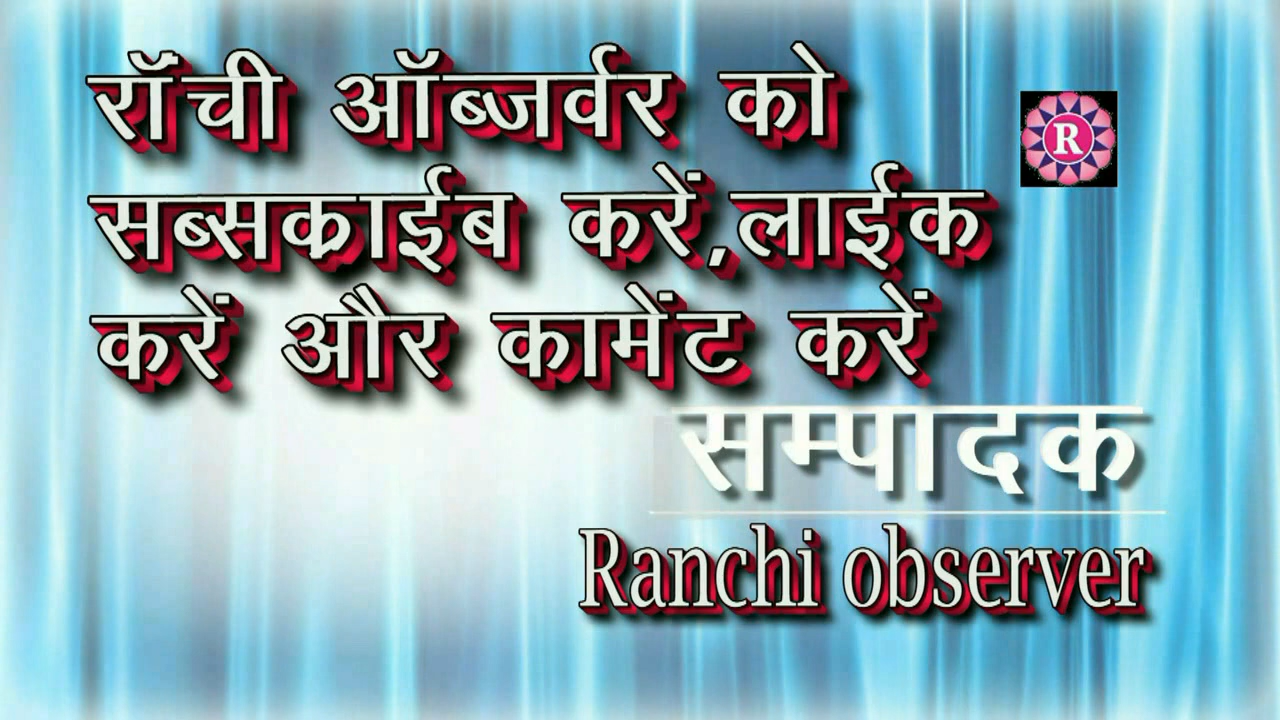 रॉंची ऑब्जर्वर को
R
सब्सक्राईब करें,लाईक
करें और कामेंट करें
सम्पादक
Ranchi observer